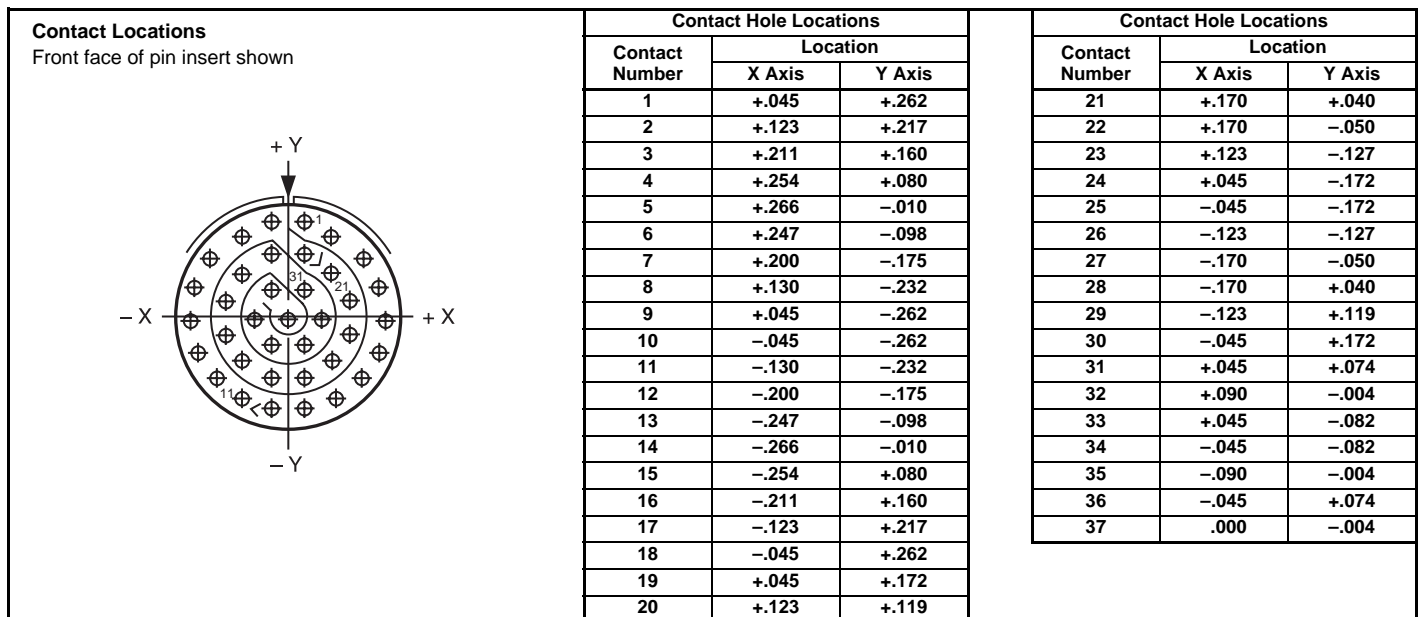 Contact Locations
Front face of pin insert shown
+ Y
1
31
21
– X
+ X
11
– Y
Contact Hole Locations
Contact Number Location
X Axis Y Axis
1 +.045 +.262
2 +.123 +.217
3 +.211 +.160
4 +.254 +.080
5 +.266 –.010
6 +.247 –.098
7 +.200 –.175
8 +.130 –.232
9 +.045 –.262
10 –.045 –.262
11 –.130 –.232
12 –.200 –.175
13 –.247 –.098
14 –.266 –.010
15 –.254 +.080
16 –.211 +.160
17 –.123 +.217
18 –.045 +.262
19 +.045 +.172
20 +.123 +.119
Contact Hole Locations
Contact Number Location
X Axis Y Axis
21 +.170 +.040
22 +.170 –.050
23 +.123 –.127
24 +.045 –.172
25 –.045 –.172
26 –.123 –.127
27 –.170 –.050
28 –.170 +.040
29 –.123 +.119
30 –.045 +.172
31 +.045 +.074
32 +.090 –.004
33 +.045 –.082
34 –.045 –.082
35 –.090 –.004
36 –.045 +.074
37 .000 –.004